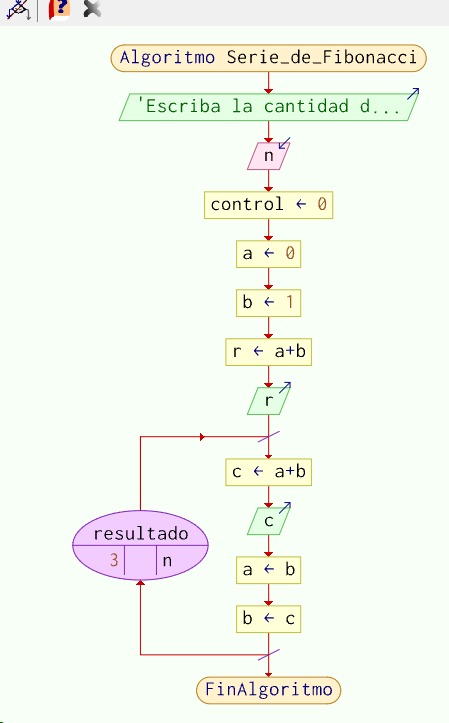 Algoritmo Serie_de_Fibonacci
'Escriba la cantidad d...
n
control ← 0
a ← 0
b ← 1
r ← a+b
r
c ← a+b
c
resultado
3 n
a ← b
b ← c
FinAlgoritmo